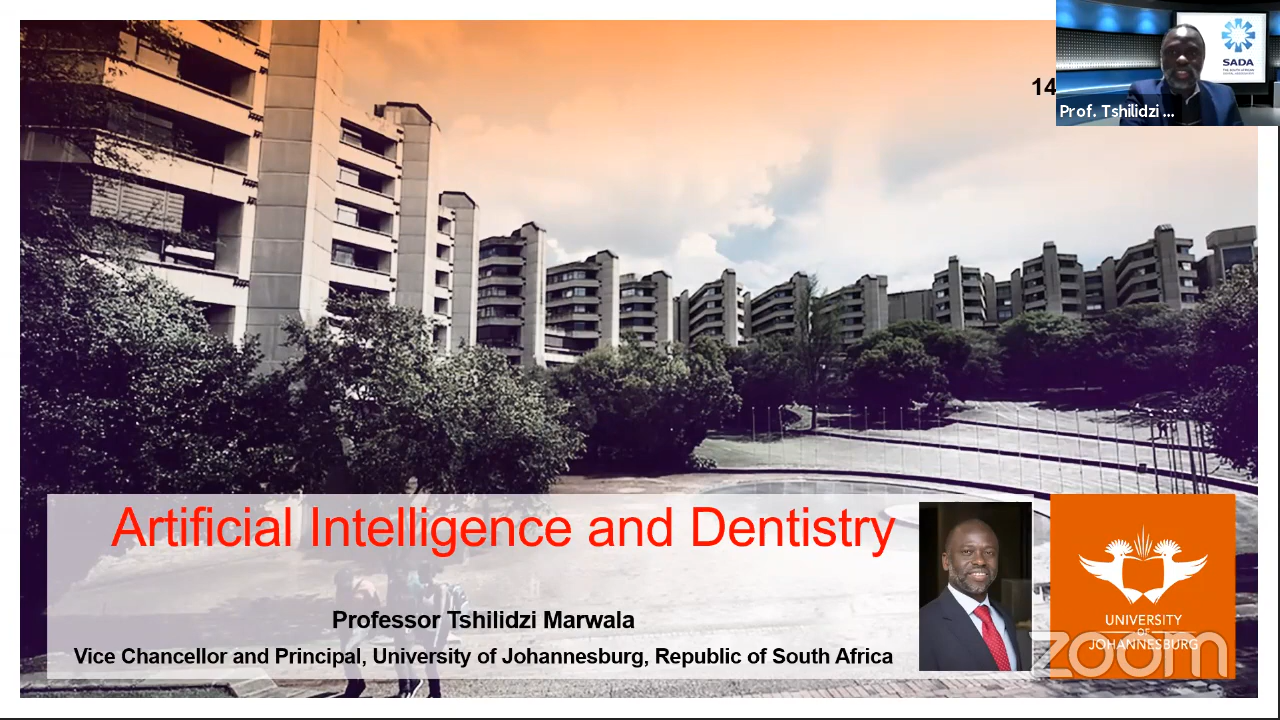 SADA
14
Prof. Tshilidzi ...
Artificial Intelligence and Dentistry
Professor Tshilidzi Marwala
Vice Chancellor and Principal, University of Johannesburg, Republic of South Africa
UNIVERSITY
OF
JOHANNESBURG
zoom